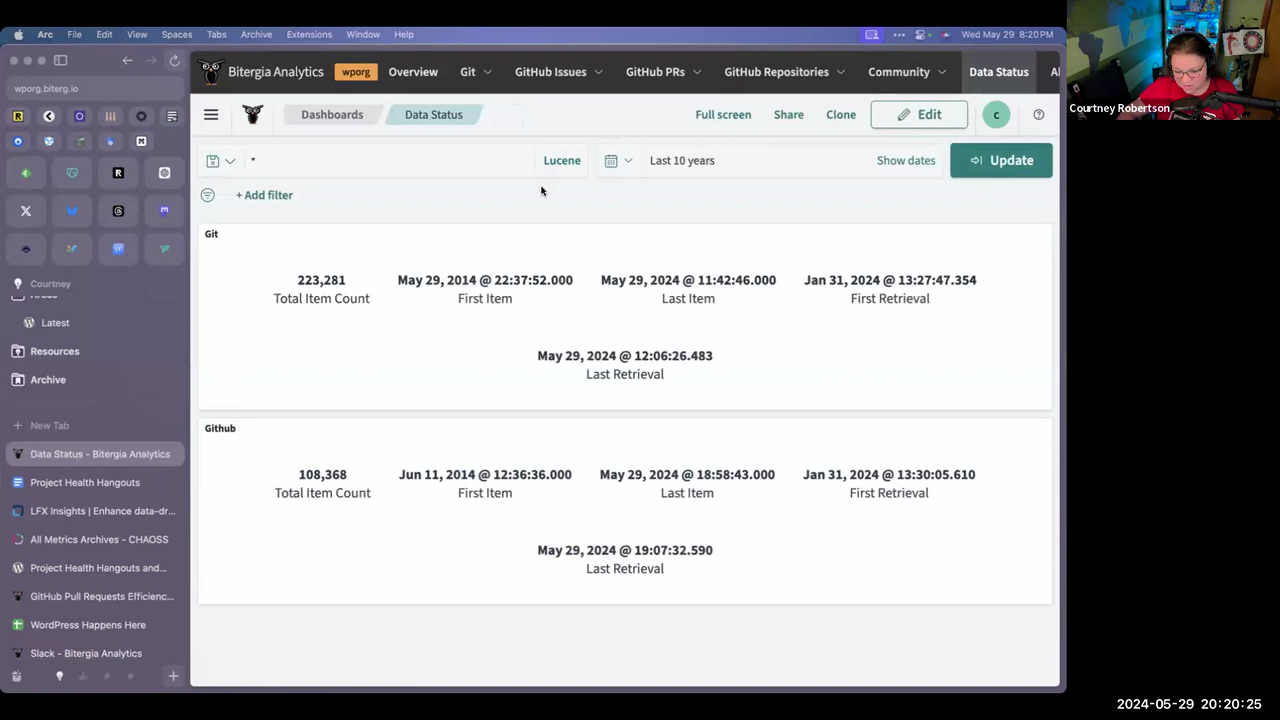 Arc File Edit View Spaces Tabs Archive Extensions Window Help Wed May 29 8:20 PM
Courtney Robertson
wporg.biterg.io
Bitergia Analytics wporg Overview Git GitHub Issues GitHub PRs GitHub Repositories Community Data Status
Dashboards Data Status Full screen Share Clone Edit c
* Lucene Last 10 years Show dates Update
+ Add filter
Courtney
Latest
Resources
Archive
+ New Tab
Data Status - Bitergia Analytics
Project Health Hangouts
LFX Insights | Enhance data-dr...
All Metrics Archives - CHAOSS
Project Health Hangouts and...
GitHub Pull Requests Efficienc...
WordPress Happens Here
Slack - Bitergia Analytics
Git
223,281 May 29, 2014 @ 22:37:52.000 May 29, 2024 @ 11:42:46.000 Jan 31, 2024 @ 13:27:47.354
Total Item Count First Item Last Item First Retrieval
May 29, 2024 @ 12:06:26.483
Last Retrieval
Github
108,368 Jun 11, 2014 @ 12:36:36.000 May 29, 2024 @ 18:58:43.000 Jan 31, 2024 @ 13:30:05.610
Total Item Count First Item Last Item First Retrieval
May 29, 2024 @ 19:07:32.590
Last Retrieval
2024-05-29 20:20:25